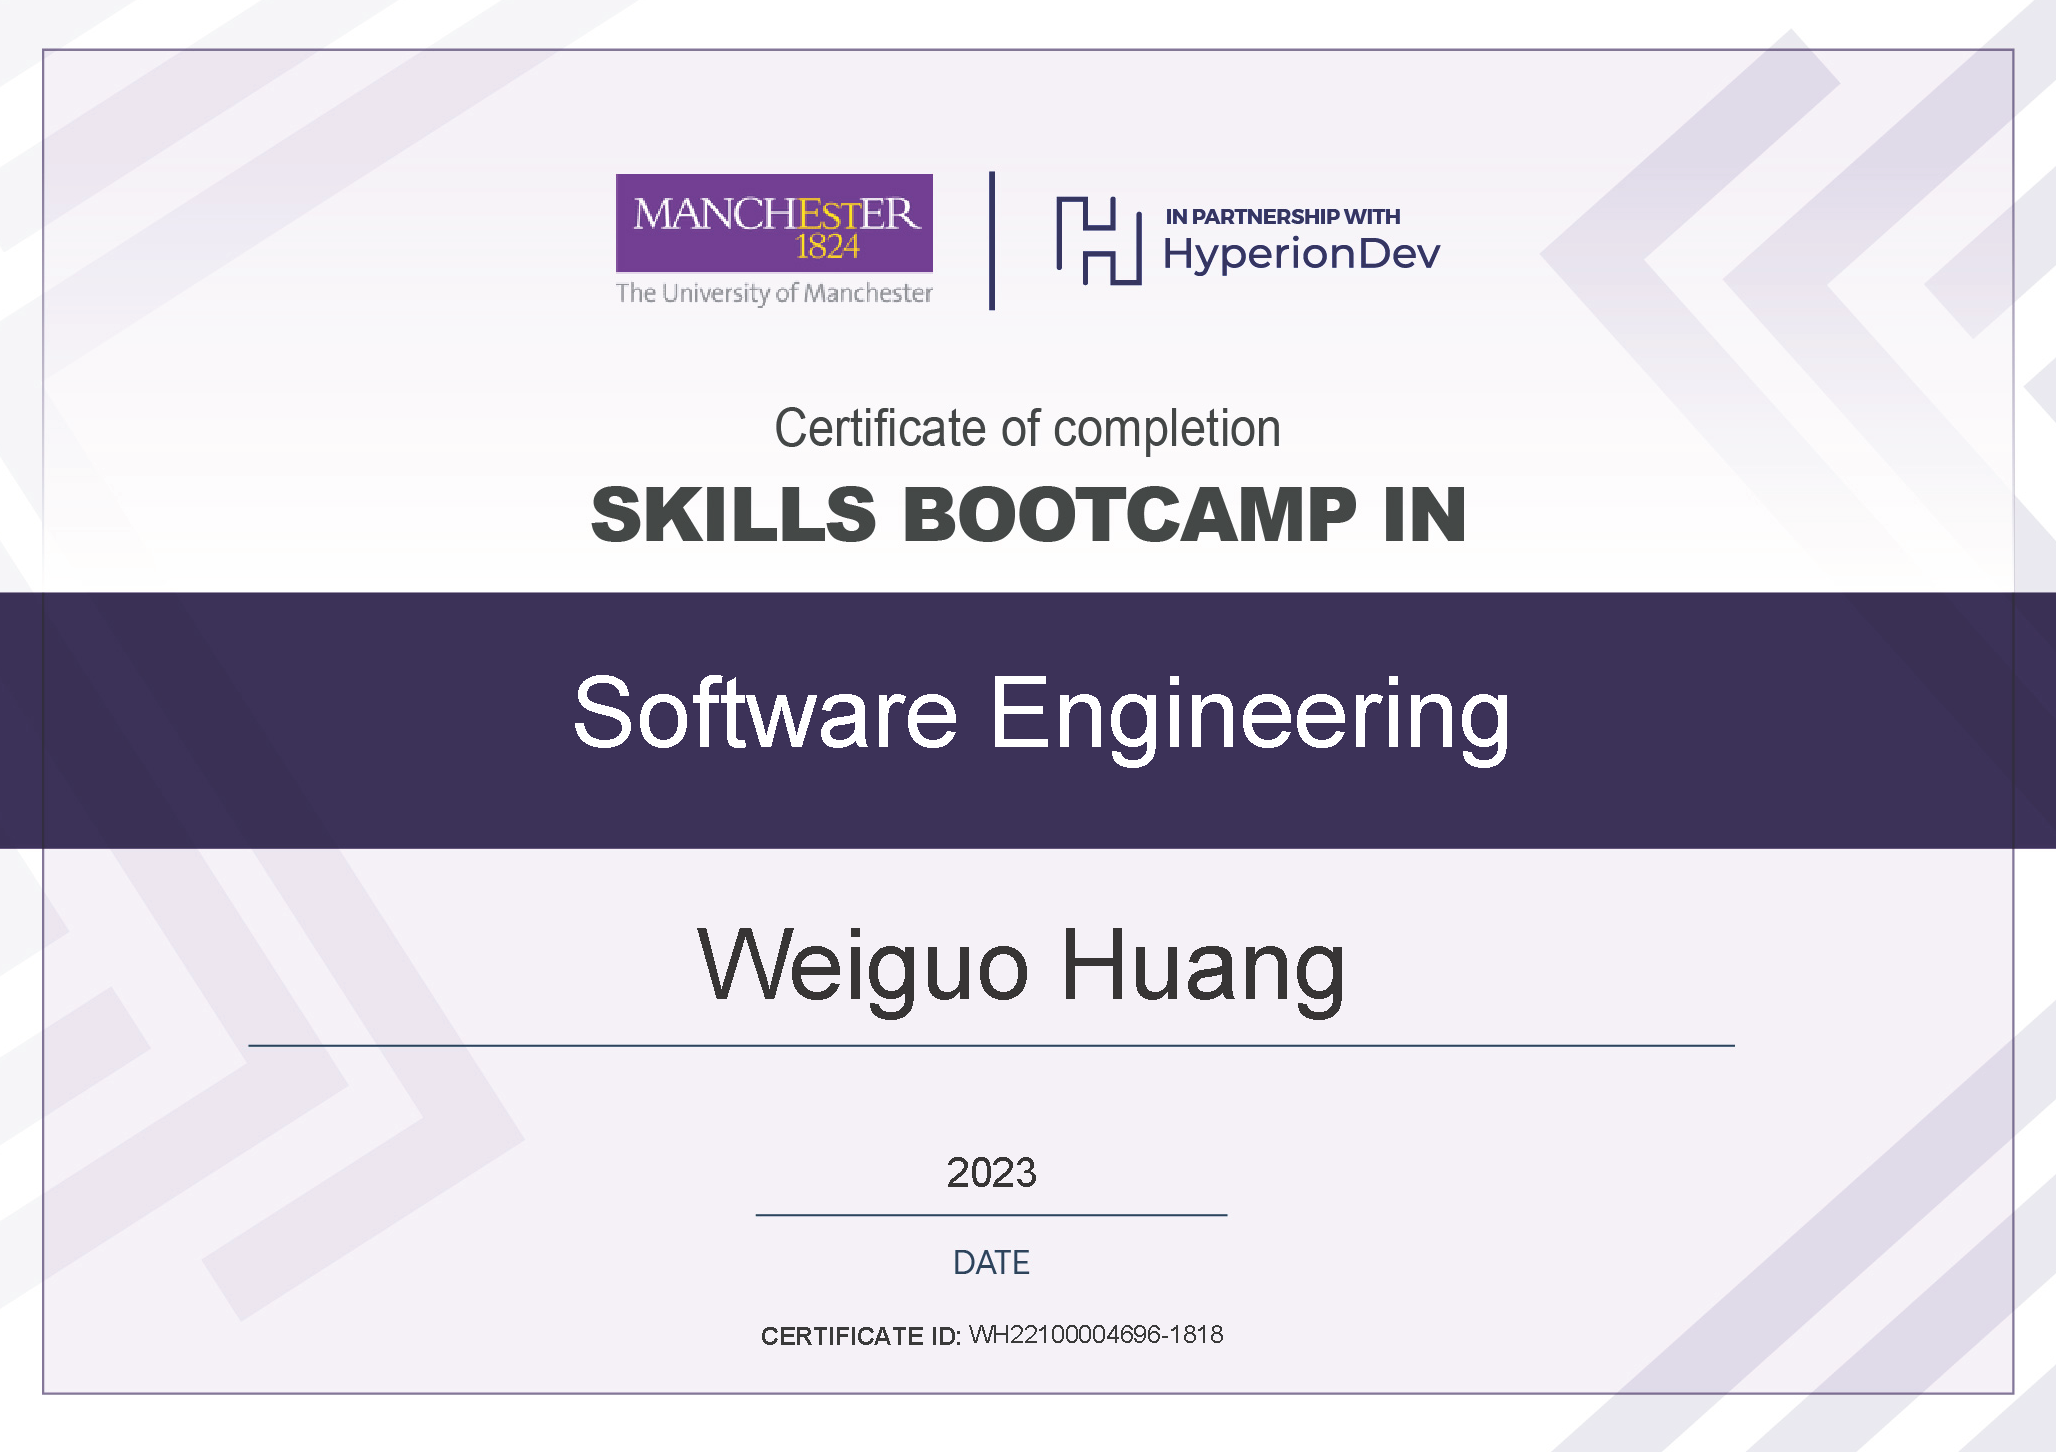 MANCHEsTER
1824
The University of Manchester
IN PARTNERSHIP WITH
HyperionDev
Certificate of completion
SKILLS BOOTCAMP IN
Software Engineering
Weiguo Huang
2023
DATE
CERTIFICATE ID: WH22100004696-1818